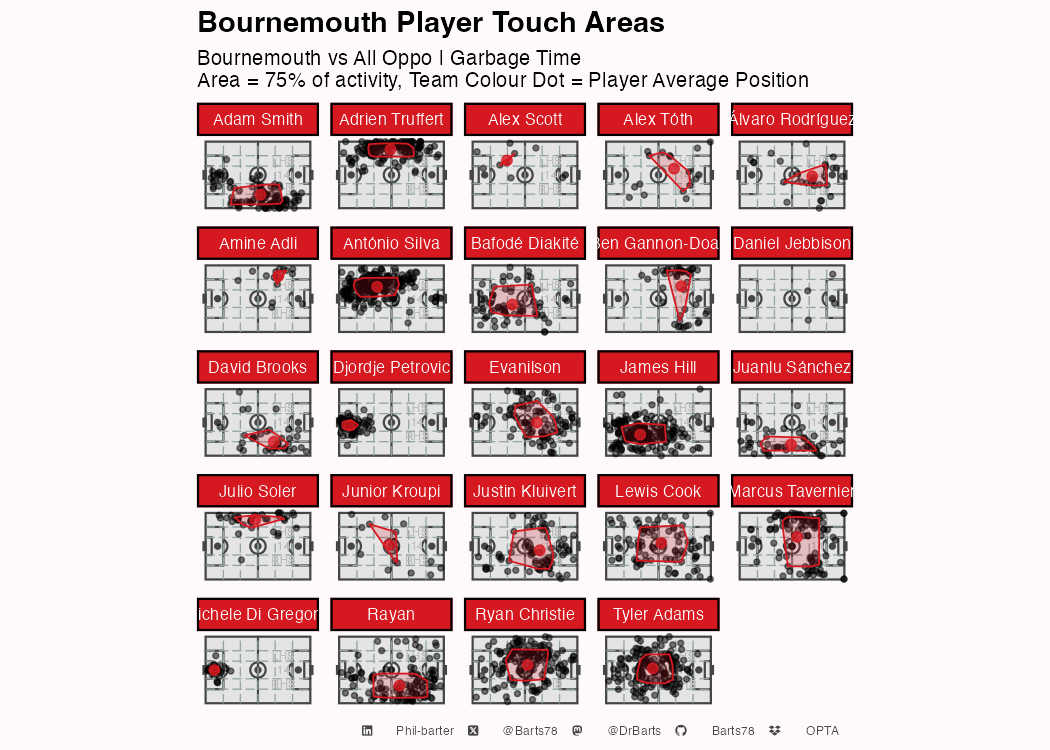 Bournemouth Player Touch Areas
Bournemouth vs All Oppo | Garbage Time
Area = 75% of activity, Team Colour Dot = Player Average Position
Adam Smith
Adrien Truffert
Alex Scott
Alex Tóth
Álvaro Rodríguez
Amine Adli
António Silva
Bafodé Diakité
Ben Gannon-Doa
Daniel Jebbison
David Brooks
Djordje Petrovic
Evanilson
James Hill
Juanlu Sánchez
Julio Soler
Junior Kroupi
Justin Kluivert
Lewis Cook
Marcus Tavernier
ichele Di Gregor
Rayan
Ryan Christie
Tyler Adams
Phil-barter @Barts78 @DrBarts Barts78 OPTA